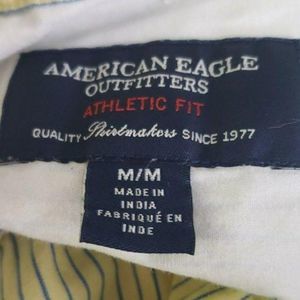 AMERICAN EAGLE
OUTFITTERS
ATHLETIC FIT
QUALITY Shirtmakers SINCE 1977
M/M
MADE IN
INDIA
FABRIQUÉ EN
INDE